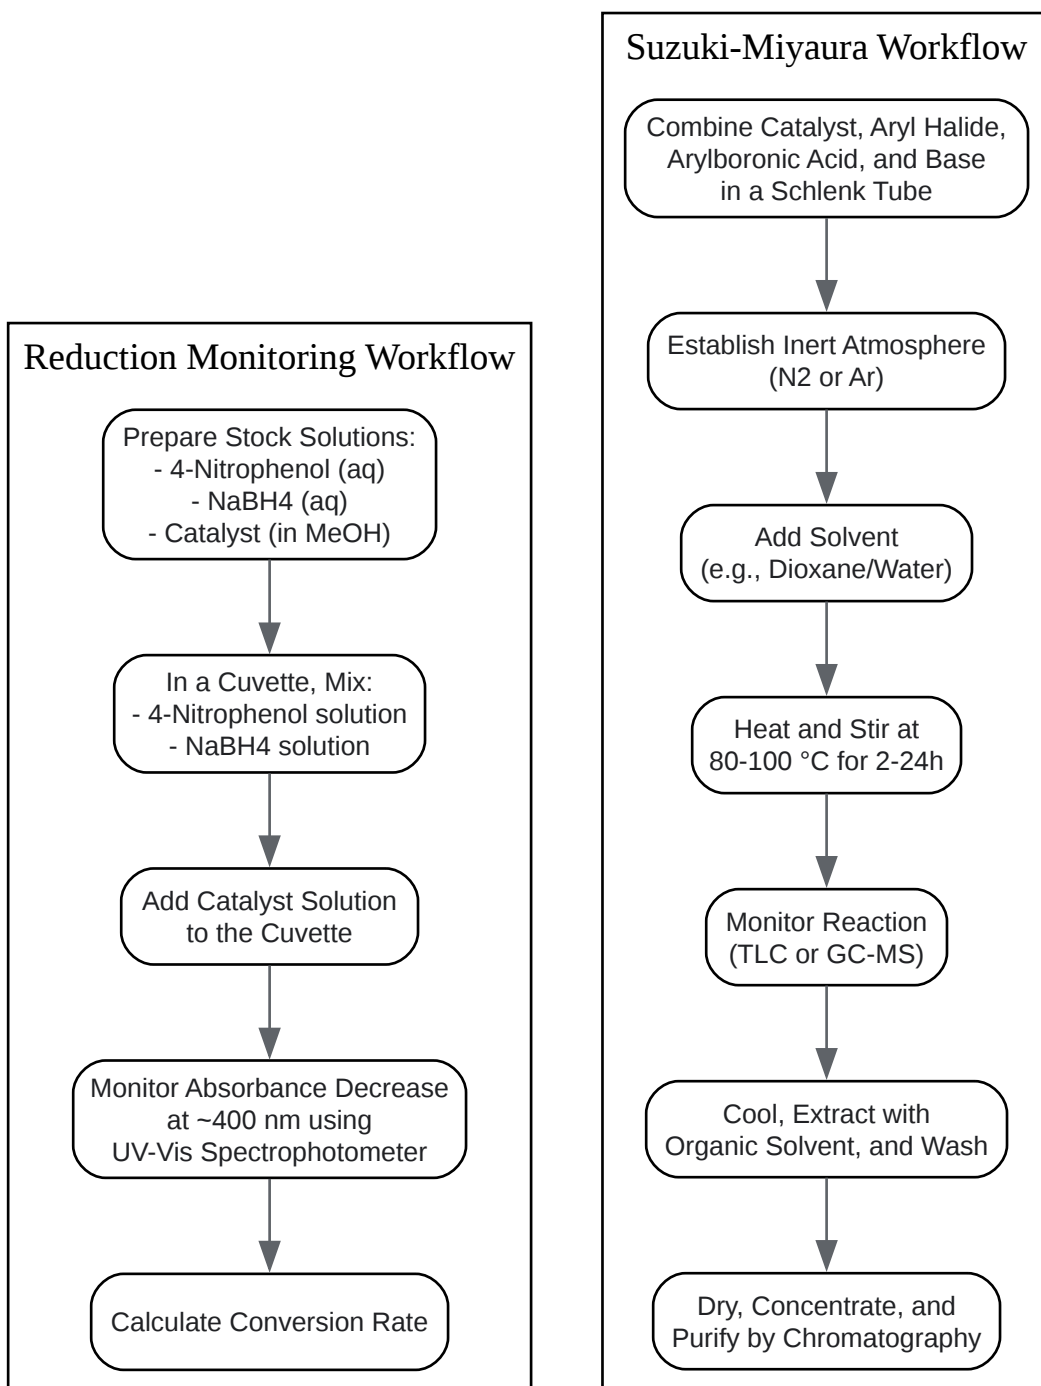 Reduction Monitoring Workflow
Prepare Stock Solutions:
- 4-Nitrophenol (aq)
- NaBH4 (aq)
- Catalyst (in MeOH)
In a Cuvette, Mix:
- 4-Nitrophenol solution
- NaBH4 solution
Add Catalyst Solution
to the Cuvette
Monitor Absorbance Decrease
at ~400 nm using
UV-Vis Spectrophotometer
Calculate Conversion Rate
Suzuki-Miyaura Workflow
Combine Catalyst, Aryl Halide,
Arylboronic Acid, and Base
in a Schlenk Tube
Establish Inert Atmosphere
(N2 or Ar)
Add Solvent
(e.g., Dioxane/Water)
Heat and Stir at
80-100 °C for 2-24h
Monitor Reaction
(TLC or GC-MS)
Cool, Extract with
Organic Solvent, and Wash
Dry, Concentrate, and
Purify by Chromatography